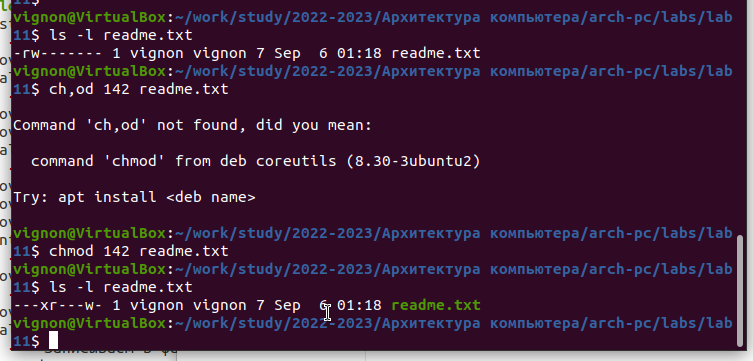 11$
vignon@VirtualBox:~/work/study/2022-2023/Архитектура компьютера/arch-pc/labs/lab
11$ ls -l readme.txt
-rw------- 1 vignon vignon 7 Sep  6 01:18 readme.txt
vignon@VirtualBox:~/work/study/2022-2023/Архитектура компьютера/arch-pc/labs/lab
11$ ch,od 142 readme.txt
Command 'ch,od' not found, did you mean:
  command 'chmod' from deb coreutils (8.30-3ubuntu2)
Try: apt install <deb name>
vignon@VirtualBox:~/work/study/2022-2023/Архитектура компьютера/arch-pc/labs/lab
11$ chmod 142 readme.txt
vignon@VirtualBox:~/work/study/2022-2023/Архитектура компьютера/arch-pc/labs/lab
11$ ls -l readme.txt
---xr---w- 1 vignon vignon 7 Sep  6 01:18 readme.txt
vignon@VirtualBox:~/work/study/2022-2023/Архитектура компьютера/arch-pc/labs/lab
11$